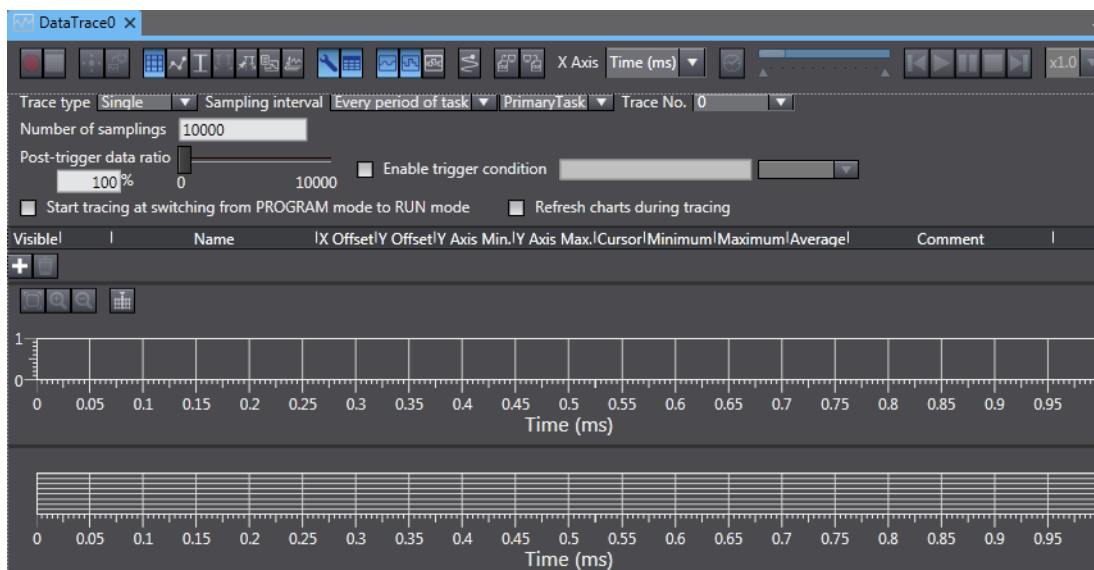 DataTrace0
X Axis Time (ms) x1.0
Trace type Single Sampling interval Every period of task PrimaryTask Trace No. 0
Number of samplings 10000
Post-trigger data ratio
100 % 0 10000 Enable trigger condition
Start tracing at switching from PROGRAM mode to RUN mode Refresh charts during tracing
Visible Name X Offset Y Offset Y Axis Min. Y Axis Max. Cursor Minimum Maximum Average Comment
1
0
0 0.05 0.1 0.15 0.2 0.25 0.3 0.35 0.4 0.45 0.5 0.55 0.6 0.65 0.7 0.75 0.8 0.85 0.9 0.95
Time (ms)
0 0.05 0.1 0.15 0.2 0.25 0.3 0.35 0.4 0.45 0.5 0.55 0.6 0.65 0.7 0.75 0.8 0.85 0.9 0.95
Time (ms)